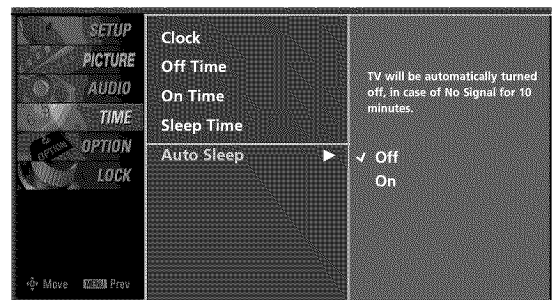 SETUP
PICTURE
AUDIO
TIME
OPTION
LOCK
Move MENU Prev
Clock
Off Time
On Time
Sleep Time
Auto Sleep
TV will be automatically turned
off, in case of No Signal for 10
minutes.
Off
On